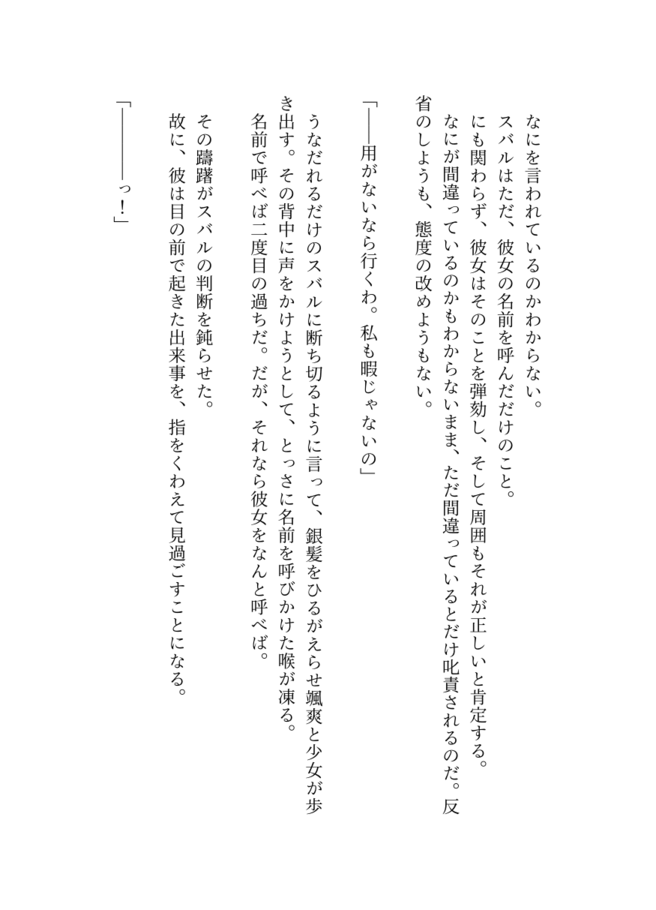 なにを言われているのかわからない。
スバルはただ、彼女の名前を呼んだだけのこと。
にも関わらず、彼女はそのことを弾劾し、そして周囲もそれが正しいと肯定する。
なにが間違っているのかもわからないまま、ただ間違っているとだけ叱責されるのだ。反
省のしようも、態度の改めようもない。
「――用がないなら行くわ。私も暇じゃないの」
うなだれるだけのスバルに断ち切るように言って、銀髪をひるがえらせ颯爽と少女が歩
き出す。その背中に声をかけようとして、とっさに名前を呼びかけた喉が凍る。
名前で呼べば二度目の過ちだ。だが、それなら彼女をなんと呼べば。
その躊躇がスバルの判断を鈍らせた。
故に、彼は目の前で起きた出来事を、指をくわえて見過ごすことになる。
「――――っ！」